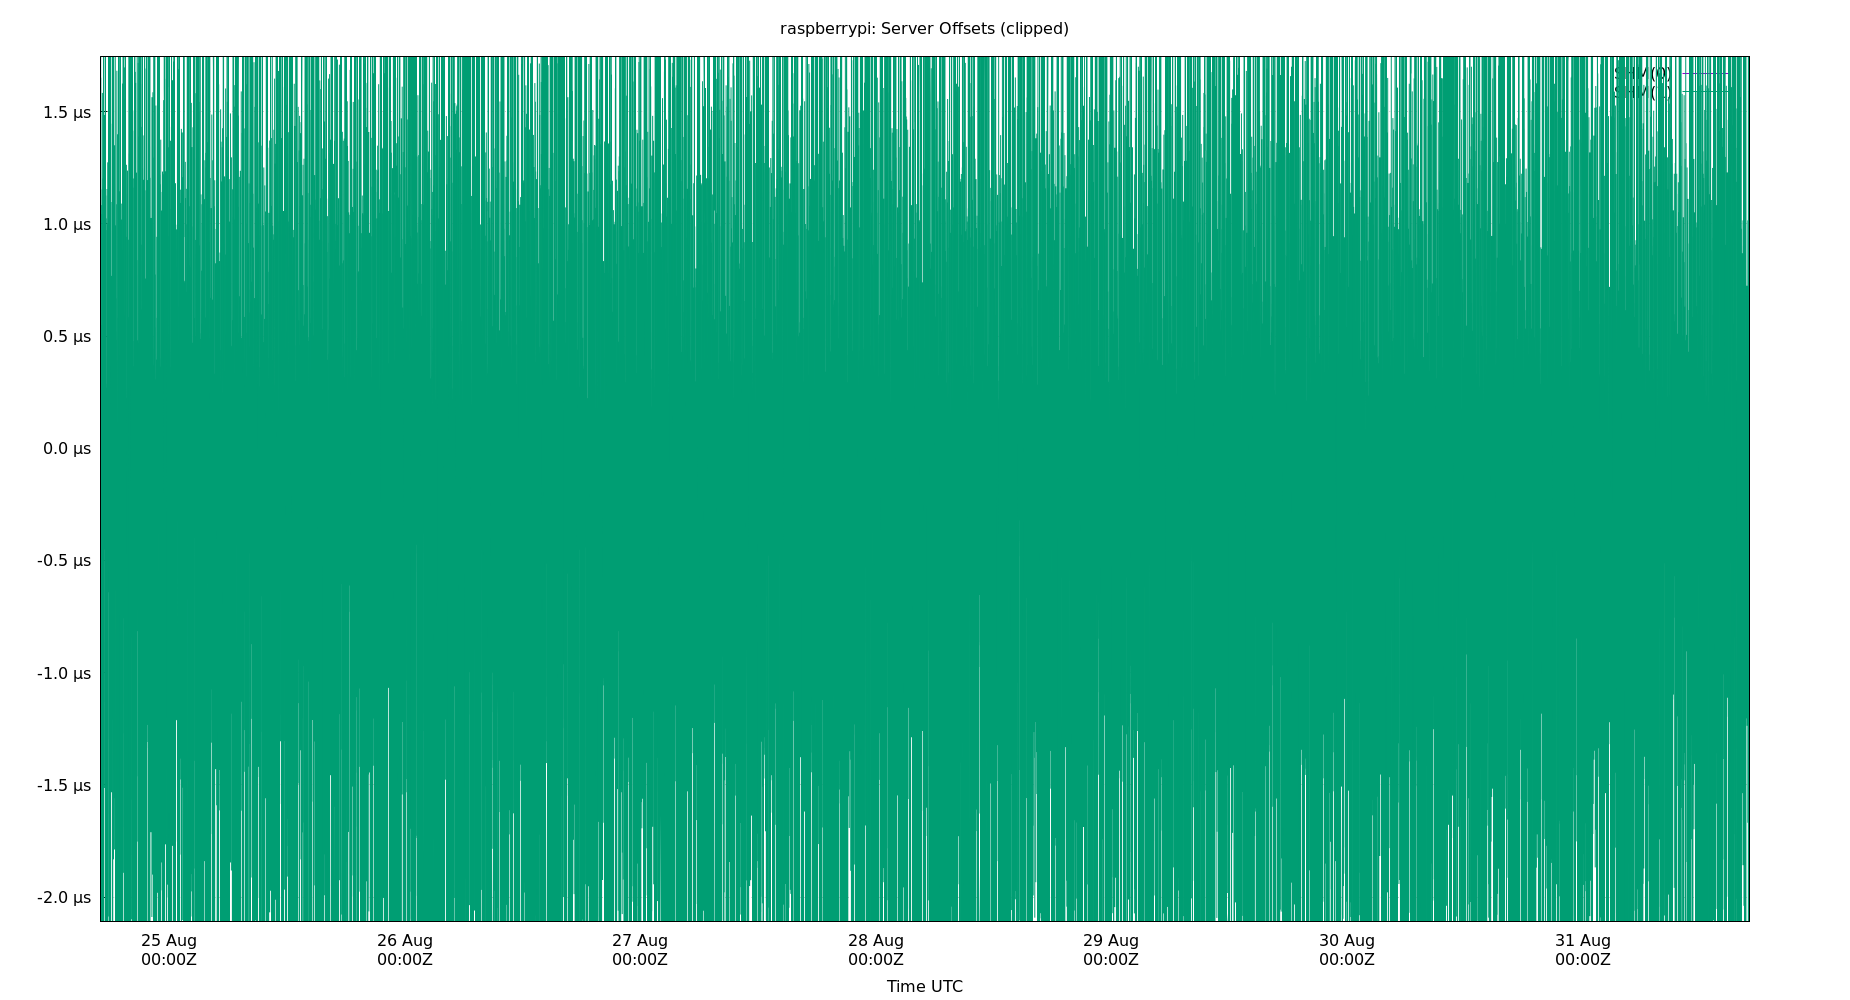 raspberrypi: Server Offsets (clipped)
SHM(0)
1.5 µs
1.0 µs
0.5 µs
0.0 µs
-0.5 µs
-1.0 µs
-1.5 µs
-2.0 µs
25 Aug 26 Aug 27 Aug 28 Aug 29 Aug 30 Aug 31 Aug
00:00Z 00:00Z 00:00Z 00:00Z 00:00Z 00:00Z 00:00Z
Time UTC